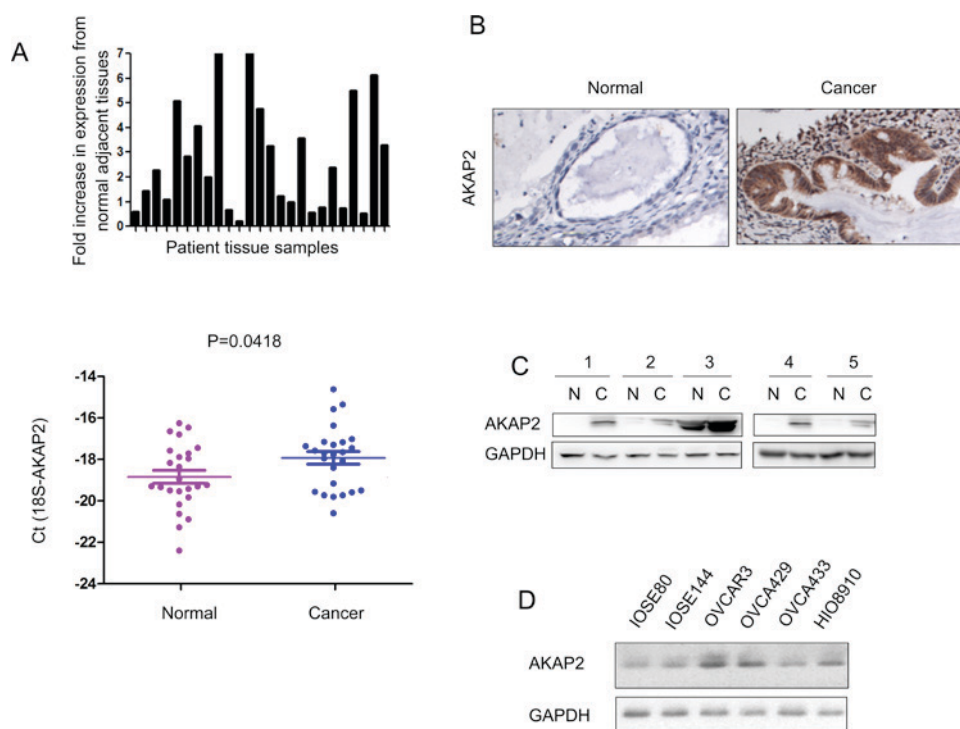 A
Fold increase in expression from
normal adjacent tissues
7
6
5
4
3
2
1
0
Patient tissue samples
P=0.0418
Ct (18S-AKAP2)
-14
-16
-18
-20
-22
-24
Normal Cancer
B
Normal Cancer
AKAP2
C
1 2 3 4 5
N C N C N C N C N C
AKAP2
GAPDH
D
IOSE80 IOSE144 OVCAR3 OVCA429 OVCA433 HIO8910
AKAP2
GAPDH